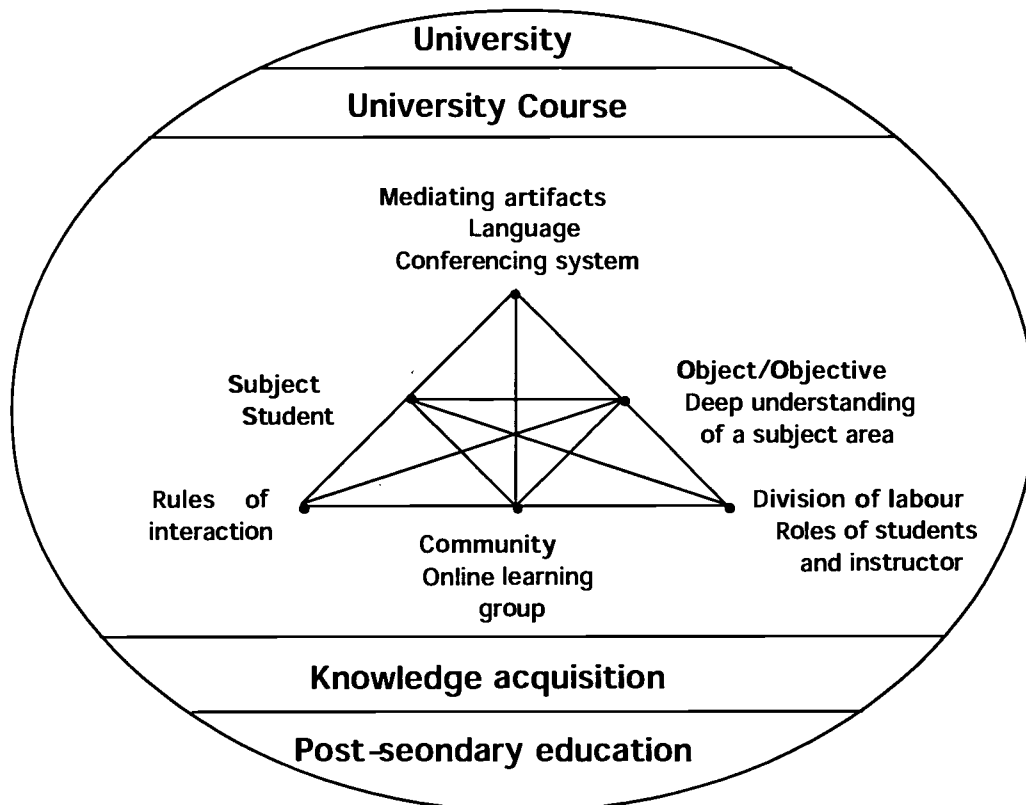 University
University Course
Mediating artifacts
Language
Conferencing system
Subject
Student
Object/Objective
Deep understanding
of a subject area
Rules of
interaction
Community
Online learning
group
Division of labour
Roles of students
and instructor
Knowledge acquisition
Post-seondary education